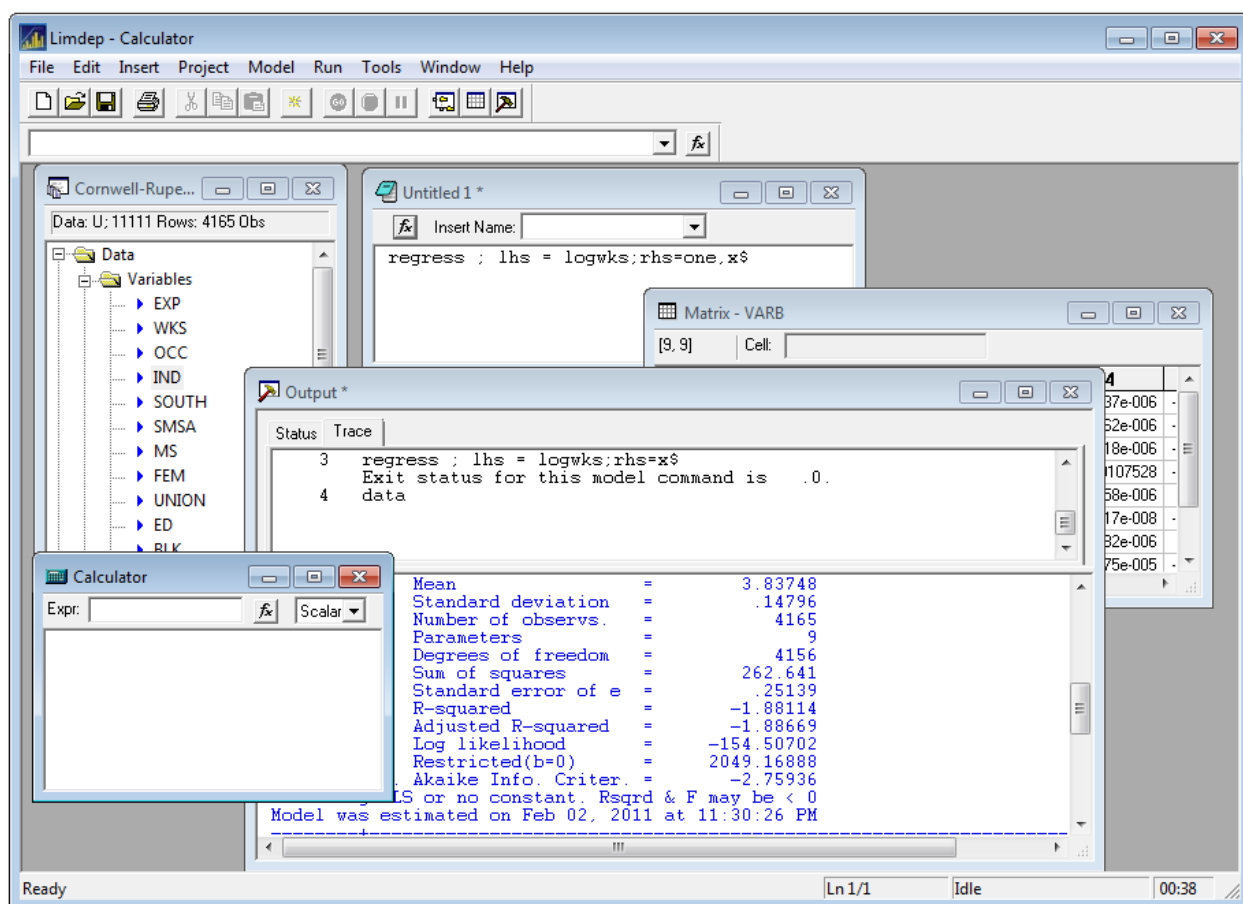 Limdep - Calculator
File Edit Insert Project Model Run Tools Window Help
GO
fx
Cornwell-Rupe...
Data: U; 11111 Rows: 4165 Obs
Data
Variables
EXP
WKS
OCC
IND
SOUTH
SMSA
MS
FEM
UNION
ED
BLK
Untitled 1 *
fx Insert Name:
regress ; lhs = logwks;rhs=one,x$
Matrix - VARB
[9, 9] Cell:
4
37e-006 -
62e-006 -
18e-006 -
0107528 -
58e-006 -
17e-008 -
32e-006 -
75e-005 -
Output *
Status Trace
3 regress ; lhs = logwks;rhs=x$
Exit status for this model command is .0.
4 data
Mean = 3.83748
Standard deviation = .14796
Number of observs. = 4165
Parameters = 9
Degrees of freedom = 4156
Sum of squares = 262.641
Standard error of e = .25139
R-squared = -1.88114
Adjusted R-squared = -1.88669
Log likelihood = -154.50702
Restricted(b=0) = 2049.16888
. Akaike Info. Criter. = -2.75936
LS or no constant. Rsqrd & F may be < 0
Model was estimated on Feb 02, 2011 at 11:30:26 PM
Calculator
Expr: fx Scalar
Ready Ln 1/1 Idle 00:38